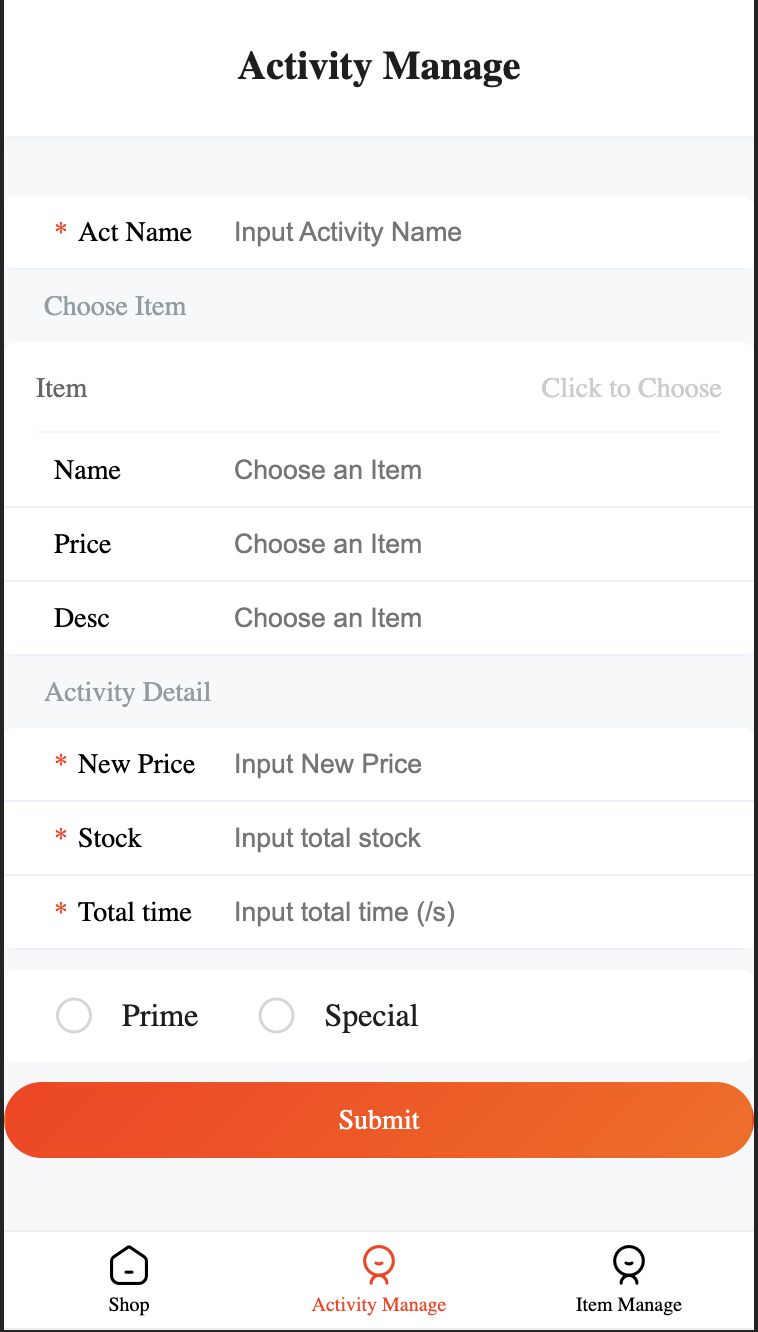 Activity Manage
* Act Name Input Activity Name
Choose Item
Item Click to Choose
Name Choose an Item
Price Choose an Item
Desc Choose an Item
Activity Detail
* New Price Input New Price
* Stock Input total stock
* Total time Input total time (/s)
Prime Special
Submit
Shop Activity Manage Item Manage